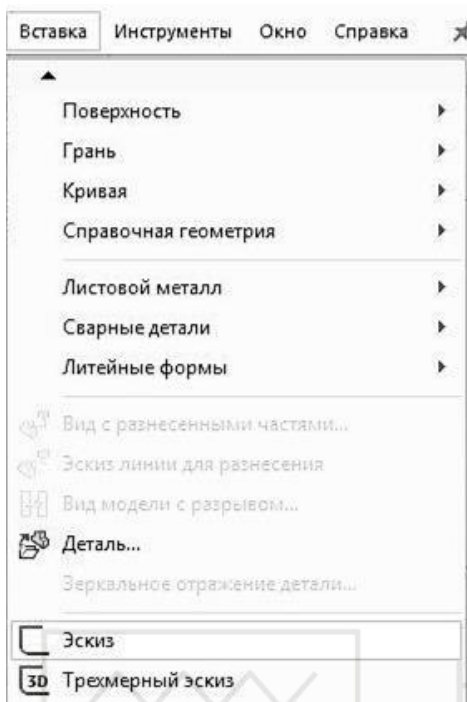 Вставка Инструменты Окно Справка
Поверхность
Грань
Кривая
Справочная геометрия
Листовой металл
Сварные детали
Литейные формы
Вид с разнесенными частями...
Эскиз линии для разнесения
Вид модели с разрывом...
Деталь...
Зеркальное отражение детали...
Эскиз
3D Трехмерный эскиз